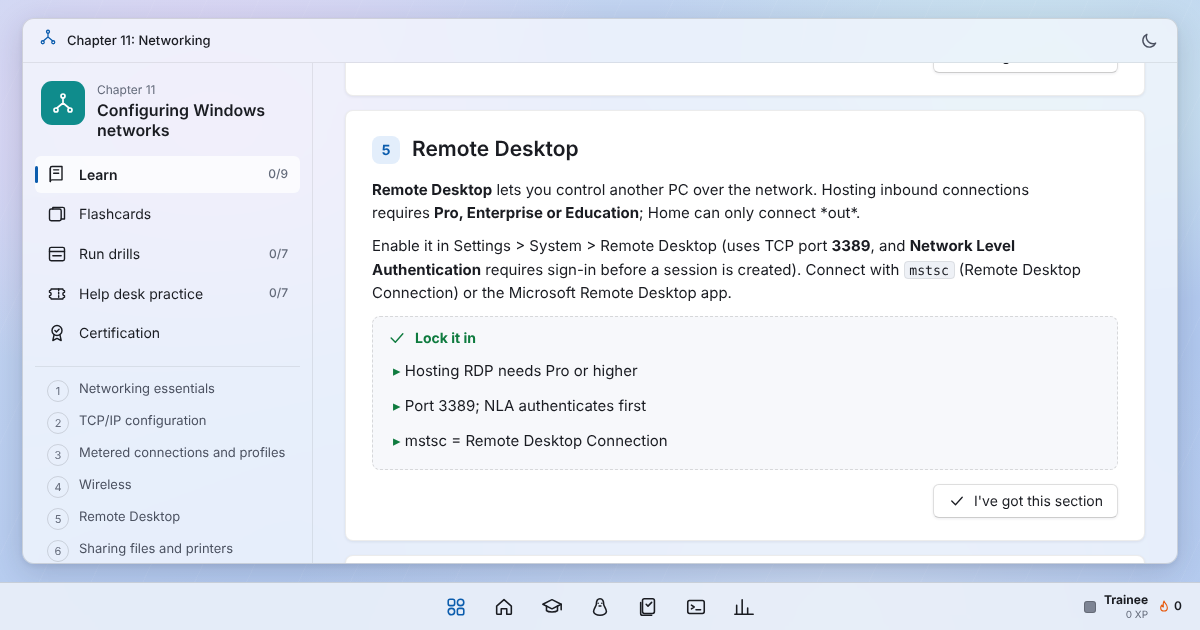 Chapter 11: Networking
Chapter 11
Configuring Windows
networks
Learn 0/9
Flashcards
Run drills 0/7
Help desk practice 0/7
Certification
1 Networking essentials
2 TCP/IP configuration
3 Metered connections and profiles
4 Wireless
5 Remote Desktop
6 Sharing files and printers
5 Remote Desktop
Remote Desktop lets you control another PC over the network. Hosting inbound connections
requires Pro, Enterprise or Education; Home can only connect *out*.
Enable it in Settings > System > Remote Desktop (uses TCP port 3389, and Network Level
Authentication requires sign-in before a session is created). Connect with mstsc (Remote Desktop
Connection) or the Microsoft Remote Desktop app.
Lock it in
▸ Hosting RDP needs Pro or higher
▸ Port 3389; NLA authenticates first
▸ mstsc = Remote Desktop Connection
I've got this section
Trainee
0 XP
0